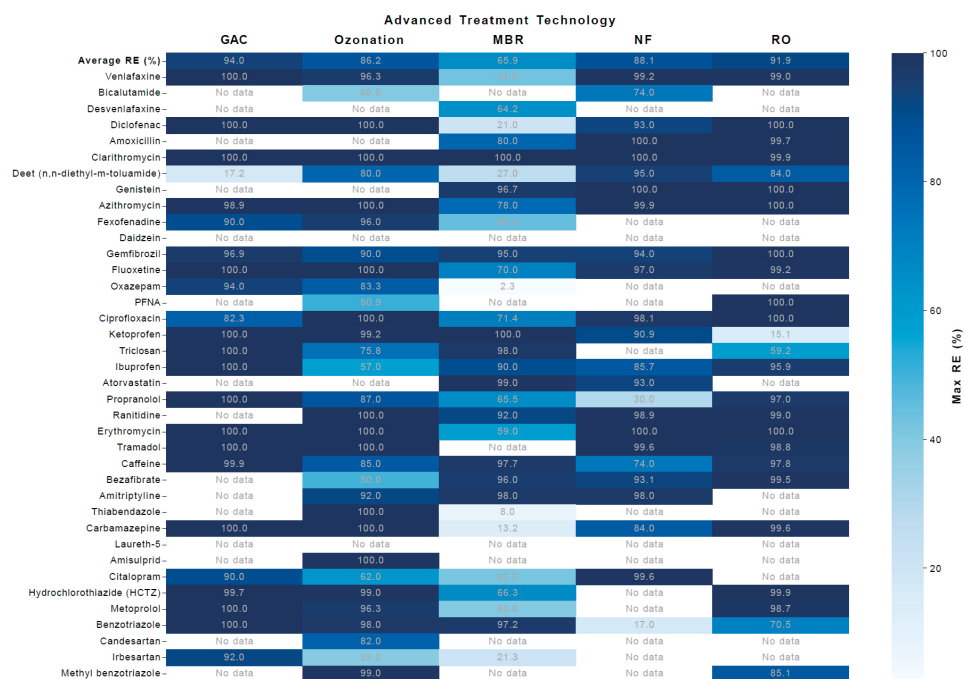 Advanced Treatment Technology
GAC Ozonation MBR NF RO
Average RE (%) 94.0 86.2 65.9 88.1 91.9
Venlafaxine 100.0 96.3 99.2 99.0
Bicalutamide No data 40.0 No data 74.0 No data
Desvenlafaxine No data No data 64.2 No data No data
Diclofenac 100.0 100.0 21.0 93.0 100.0
Amoxicillin No data No data 80.0 100.0 99.7
Clarithromycin 100.0 100.0 100.0 100.0 99.9
Deet (n,n-diethyl-m-toluamide) 17.2 80.0 27.0 95.0 84.0
Genistein No data No data 96.7 100.0 100.0
Azithromycin 98.9 100.0 78.0 99.9 100.0
Fexofenadine 90.0 96.0 No data No data
Daidzein No data No data No data No data No data
Gemfibrozil 96.9 90.0 95.0 94.0 100.0
Fluoxetine 100.0 100.0 70.0 97.0 99.2
Oxazepam 94.0 83.3 2.3 No data No data
PFNA No data 50.9 No data No data 100.0
Ciprofloxacin 82.3 100.0 71.4 98.1 100.0
Ketoprofen 100.0 99.2 100.0 90.9 15.1
Triclosan 100.0 75.8 98.0 No data 59.2
Ibuprofen 100.0 57.0 90.0 85.7 95.9
Atorvastatin No data No data 99.0 93.0 No data
Propranolol 100.0 87.0 65.5 30.0 97.0
Ranitidine No data 100.0 92.0 98.9 99.0
Erythromycin 100.0 100.0 59.0 100.0 100.0
Tramadol 100.0 100.0 No data 99.6 98.8
Caffeine 99.9 85.0 97.7 74.0 97.8
Bezafibrate No data 50.0 96.0 93.1 99.5
Amitriptyline No data 92.0 98.0 98.0 No data
Thiabendazole No data 100.0 8.0 No data No data
Carbamazepine 100.0 100.0 13.2 84.0 99.6
Laureth-5 No data No data No data No data No data
Amisulprid No data 100.0 No data No data No data
Citalopram 90.0 62.0 99.6 No data
Hydrochlorothiazide (HCTZ) 99.7 99.0 66.3 No data 99.9
Metoprolol 100.0 96.3 40.0 No data 98.7
Benzotriazole 100.0 98.0 97.2 17.0 70.5
Candesartan No data 82.0 No data No data No data
Irbesartan 92.0 39.0 21.3 No data No data
Methyl benzotriazole No data 99.0 No data No data 85.1
100
80
60
40
20
Max RE (%)